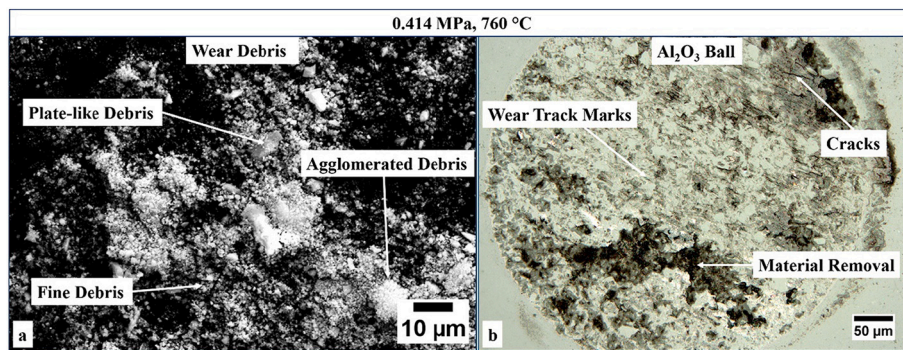 0.414 MPa, 760 °C
Wear Debris
Plate-like Debris
Agglomerated Debris
Fine Debris
10 µm
a
Al₂O₃ Ball
Wear Track Marks
Cracks
Material Removal
50 µm
b